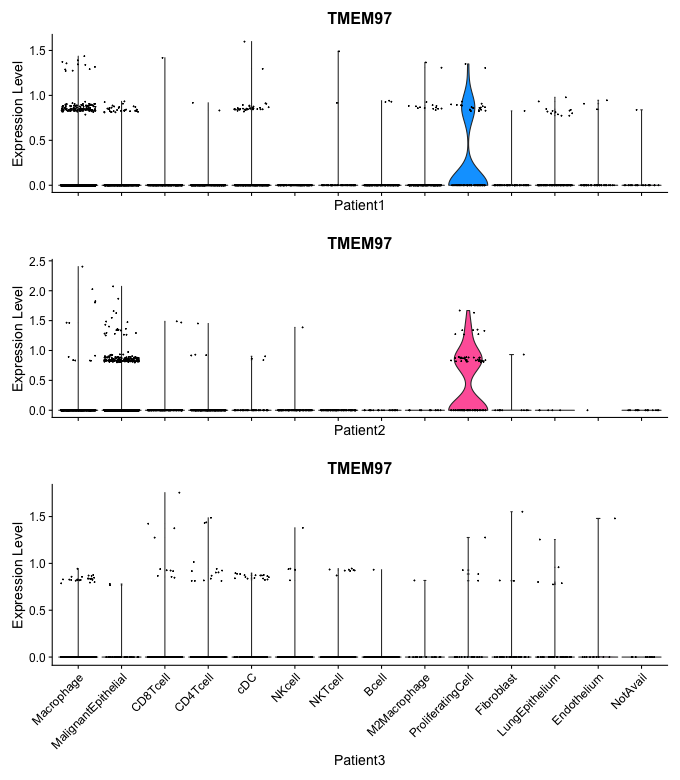 TMEM97
Expression Level
1.5
1.0
0.5
0.0
Patient1
TMEM97
Expression Level
2.5
2.0
1.5
1.0
0.5
0.0
Patient2
TMEM97
Expression Level
1.5
1.0
0.5
0.0
Macrophage
MalignantEpithelial
CD8Tcell
CD4Tcell
cDC
NKcell
NKTcell
Bcell
M2Macrophage
ProliferatingCell
Fibroblast
LungEpithelium
Endothelium
NotAvail
Patient3